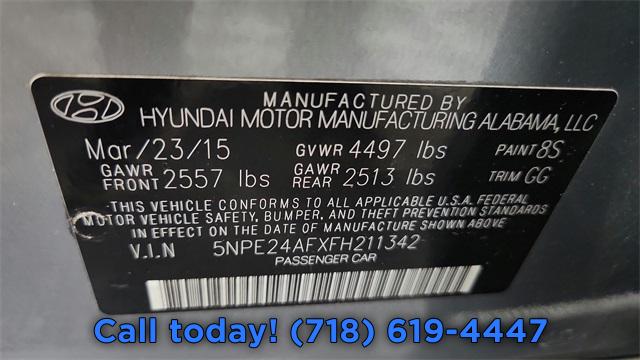 MANUFACTURED BY
HYUNDAI MOTOR MANUFACTURING ALABAMA, LLC
Mar/23/15 GVWR 4497 lbs PAINT 8S
GAWR FRONT 2557 lbs GAWR REAR 2513 lbs TRIM GG
THIS VEHICLE CONFORMS TO ALL APPLICABLE U.S.A. FEDERAL
MOTOR VEHICLE SAFETY, BUMPER, AND THEFT PREVENTION STANDARDS
IN EFFECT ON THE DATE OF MANUFACTURE SHOWN ABOVE.
V.I.N 5NPE24AFXFH211342
PASSENGER CAR
Call today! (718) 619-4447